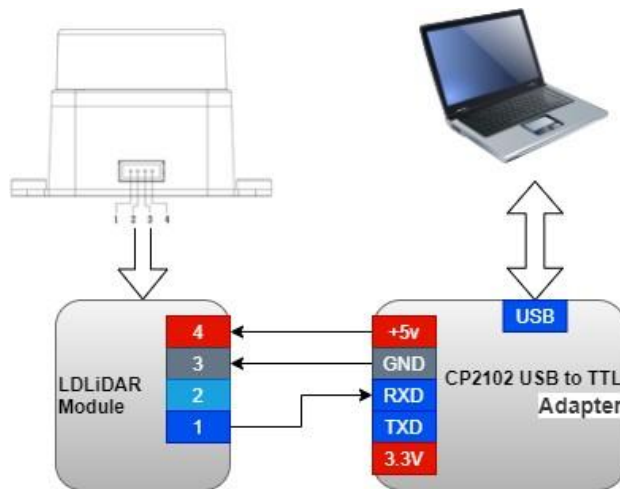 1 2 3 4
LDLiDAR
Module
4
3
2
1
+5v
GND
RXD
TXD
3.3V
USB
CP2102 USB to TTL
Adapter